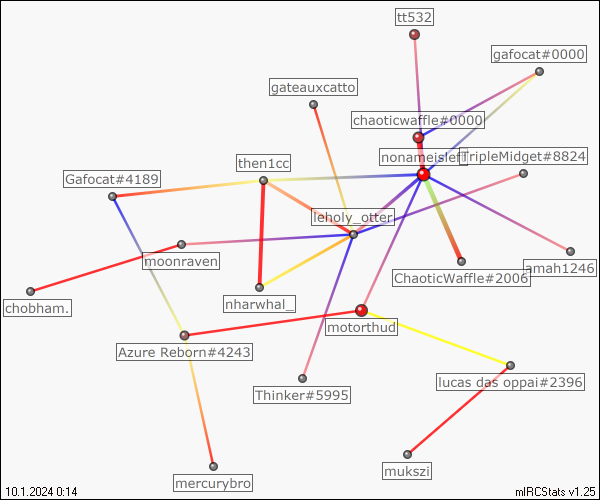 tt532
gafocat#0000
gateauxcatto
chaoticwaffle#0000
then1cc
nonameisleft
TripleMidget#8824
Gafocat#4189
leholy_otter
moonraven
amah1246
ChaoticWaffle#2006
chobham.
nharwhal_
motorthud
Azure Reborn#4243
lucas das oppai#2396
Thinker#5995
mukszi
mercurybro
10.1.2024 0:14
mIRCStats v1.25